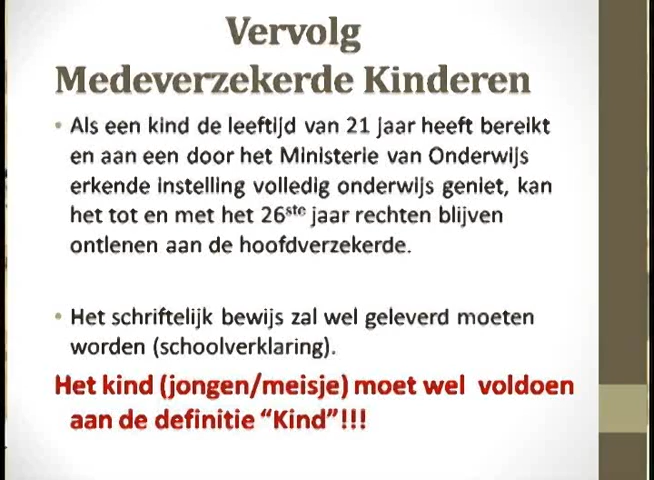 Vervolg
Medeverzekerde Kinderen
• Als een kind de leeftijd van 21 jaar heeft bereikt
en aan een door het Ministerie van Onderwijs
erkende instelling volledig onderwijs geniet, kan
het tot en met het 26ste jaar rechten blijven
ontlenen aan de hoofdverzekerde.
• Het schriftelijk bewijs zal wel geleverd moeten
worden (schoolverklaring).
Het kind (jongen/meisje) moet wel voldoen
aan de definitie “Kind”!!!